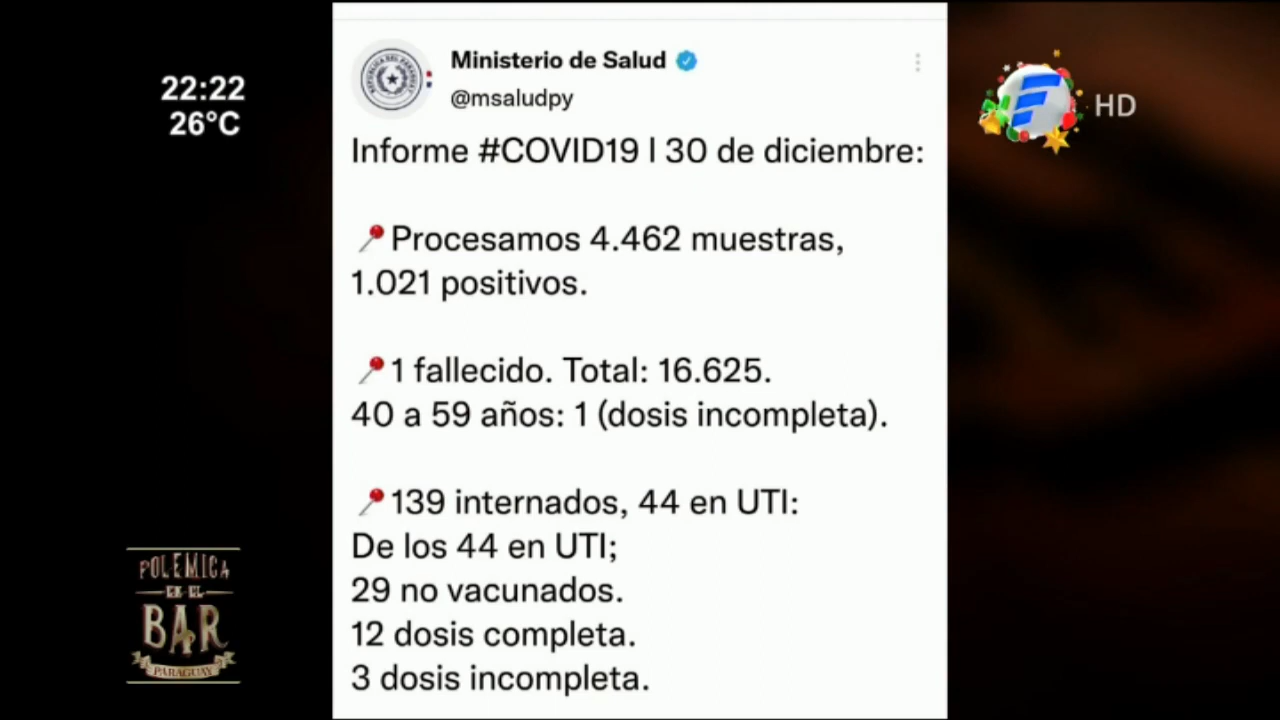 22:22
26°C
Ministerio de Salud
@msaludpy
Informe #COVID19 | 30 de diciembre:
Procesamos 4.462 muestras,
1.021 positivos.
1 fallecido. Total: 16.625.
40 a 59 años: 1 (dosis incompleta).
139 internados, 44 en UTI:
De los 44 en UTI;
29 no vacunados.
12 dosis completa.
3 dosis incompleta.
HD
POLEMICA
EN EL
BAR
PARAGUAY